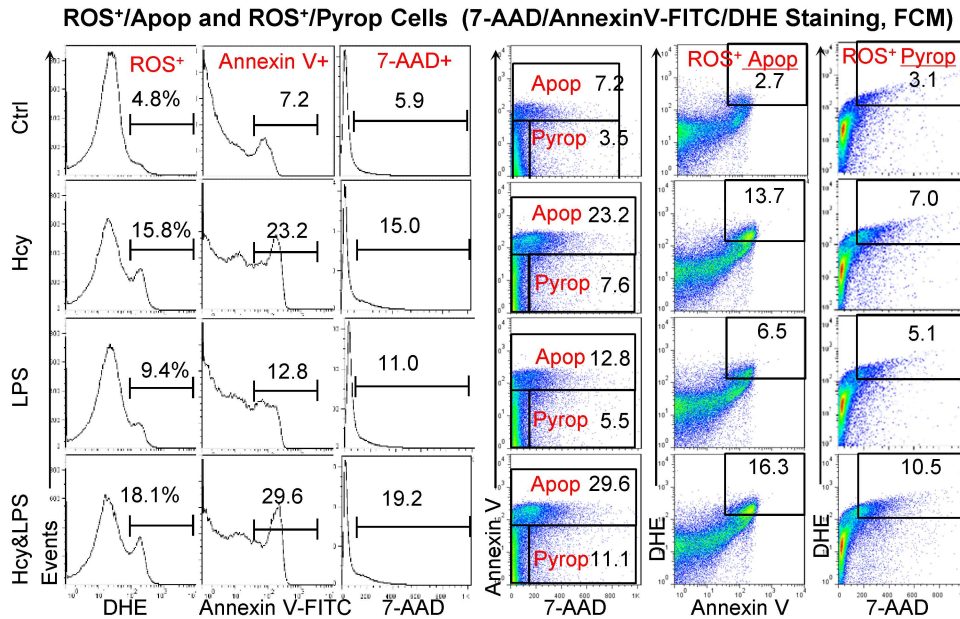 ROS⁺/Apop and ROS⁺/Pyrop Cells (7-AAD/AnnexinV-FITC/DHE Staining, FCM)
Ctrl
ROS⁺
4.8%
Annexin V+
7.2
7-AAD+
5.9
Apop 7.2
Pyrop 3.5
ROS⁺ Apop
2.7
ROS⁺ Pyrop
3.1
Hcy
15.8%
23.2
15.0
Apop 23.2
Pyrop 7.6
13.7
7.0
LPS
9.4%
12.8
11.0
Apop 12.8
Pyrop 5.5
6.5
5.1
Hcy&LPS
Events
18.1%
29.6
19.2
Annexin V
Apop 29.6
Pyrop 11.1
DHE
16.3
DHE
10.5
DHE
Annexin V-FITC
7-AAD
7-AAD
Annexin V
7-AAD